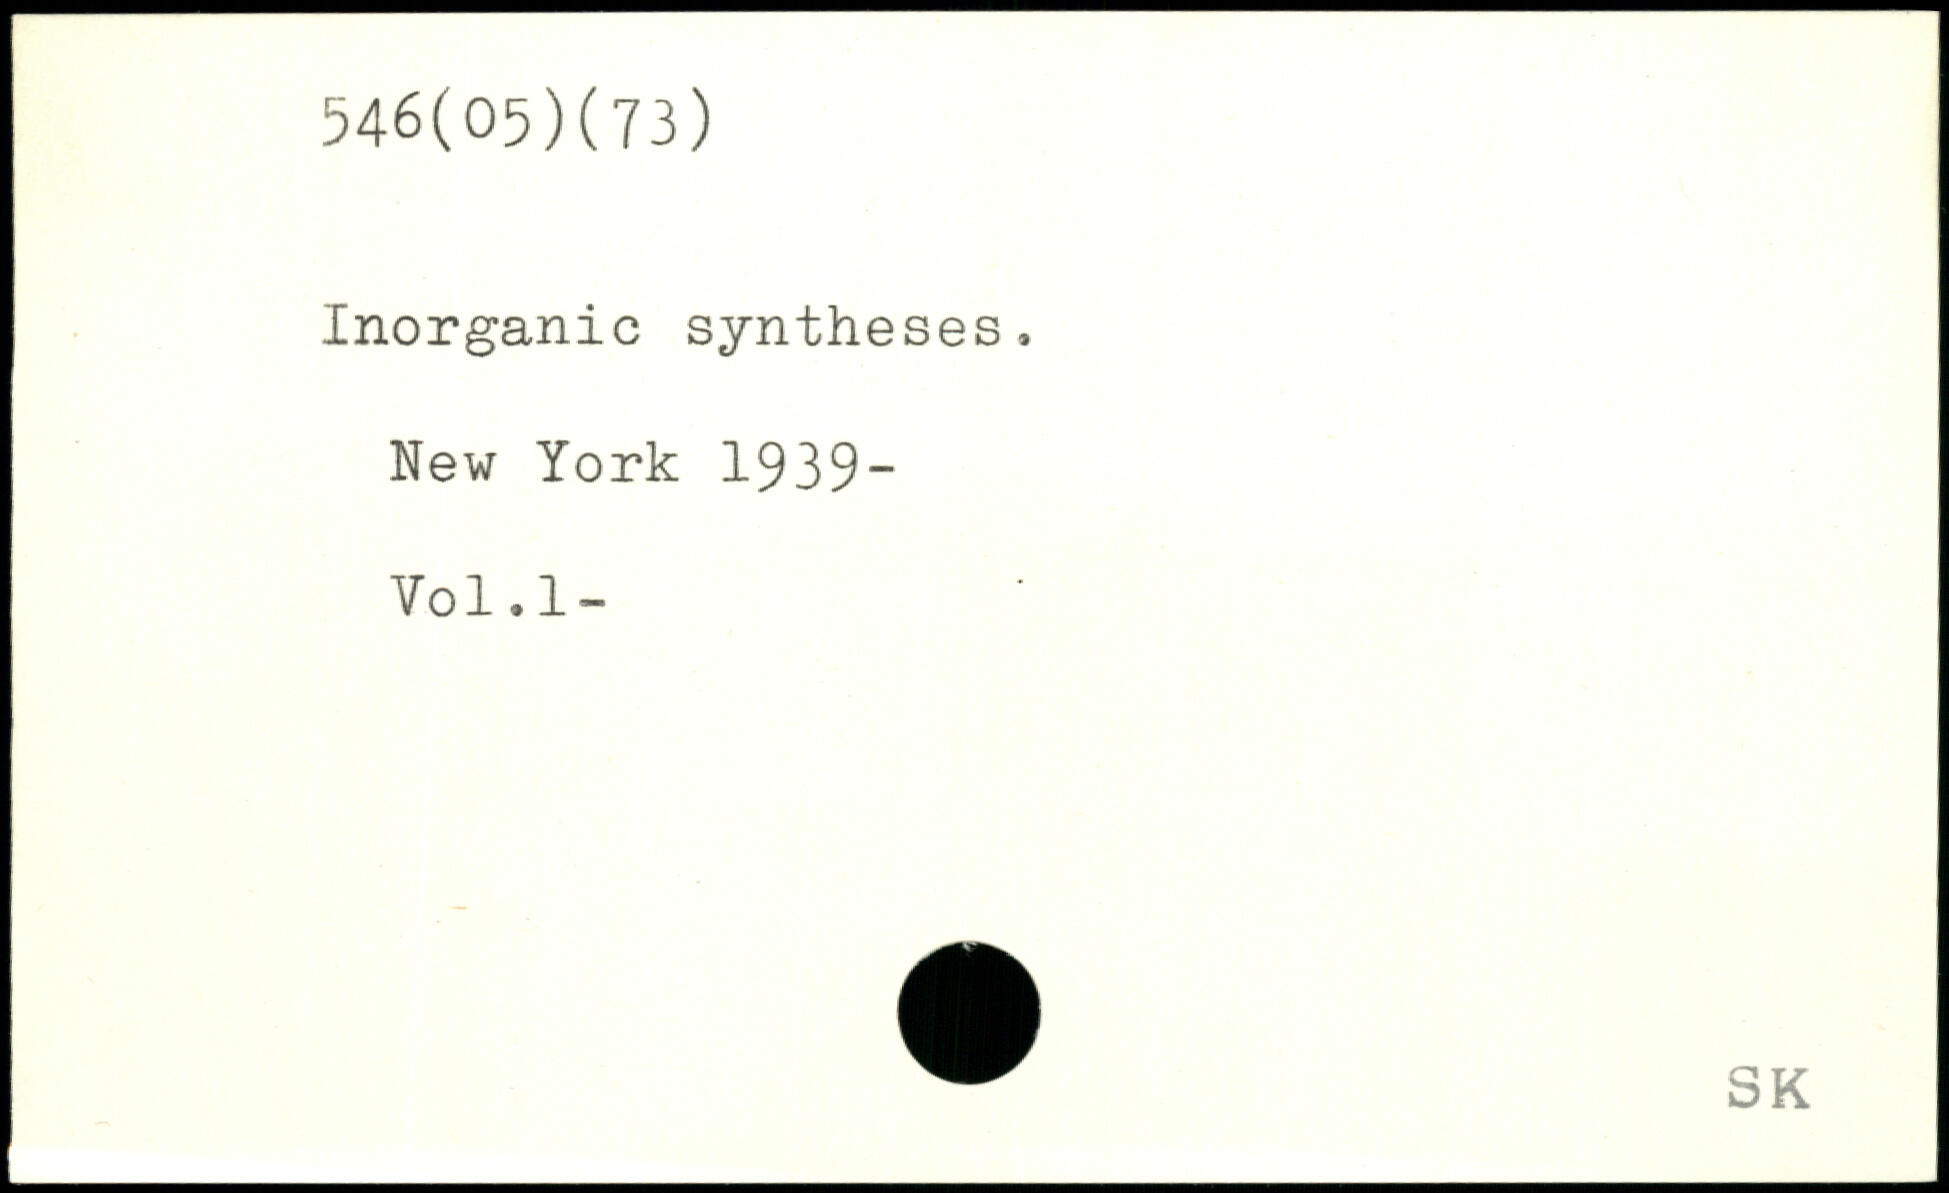 546(05)(73)
Inorganic syntheses.
New York 1939-
Vol.1-
SK